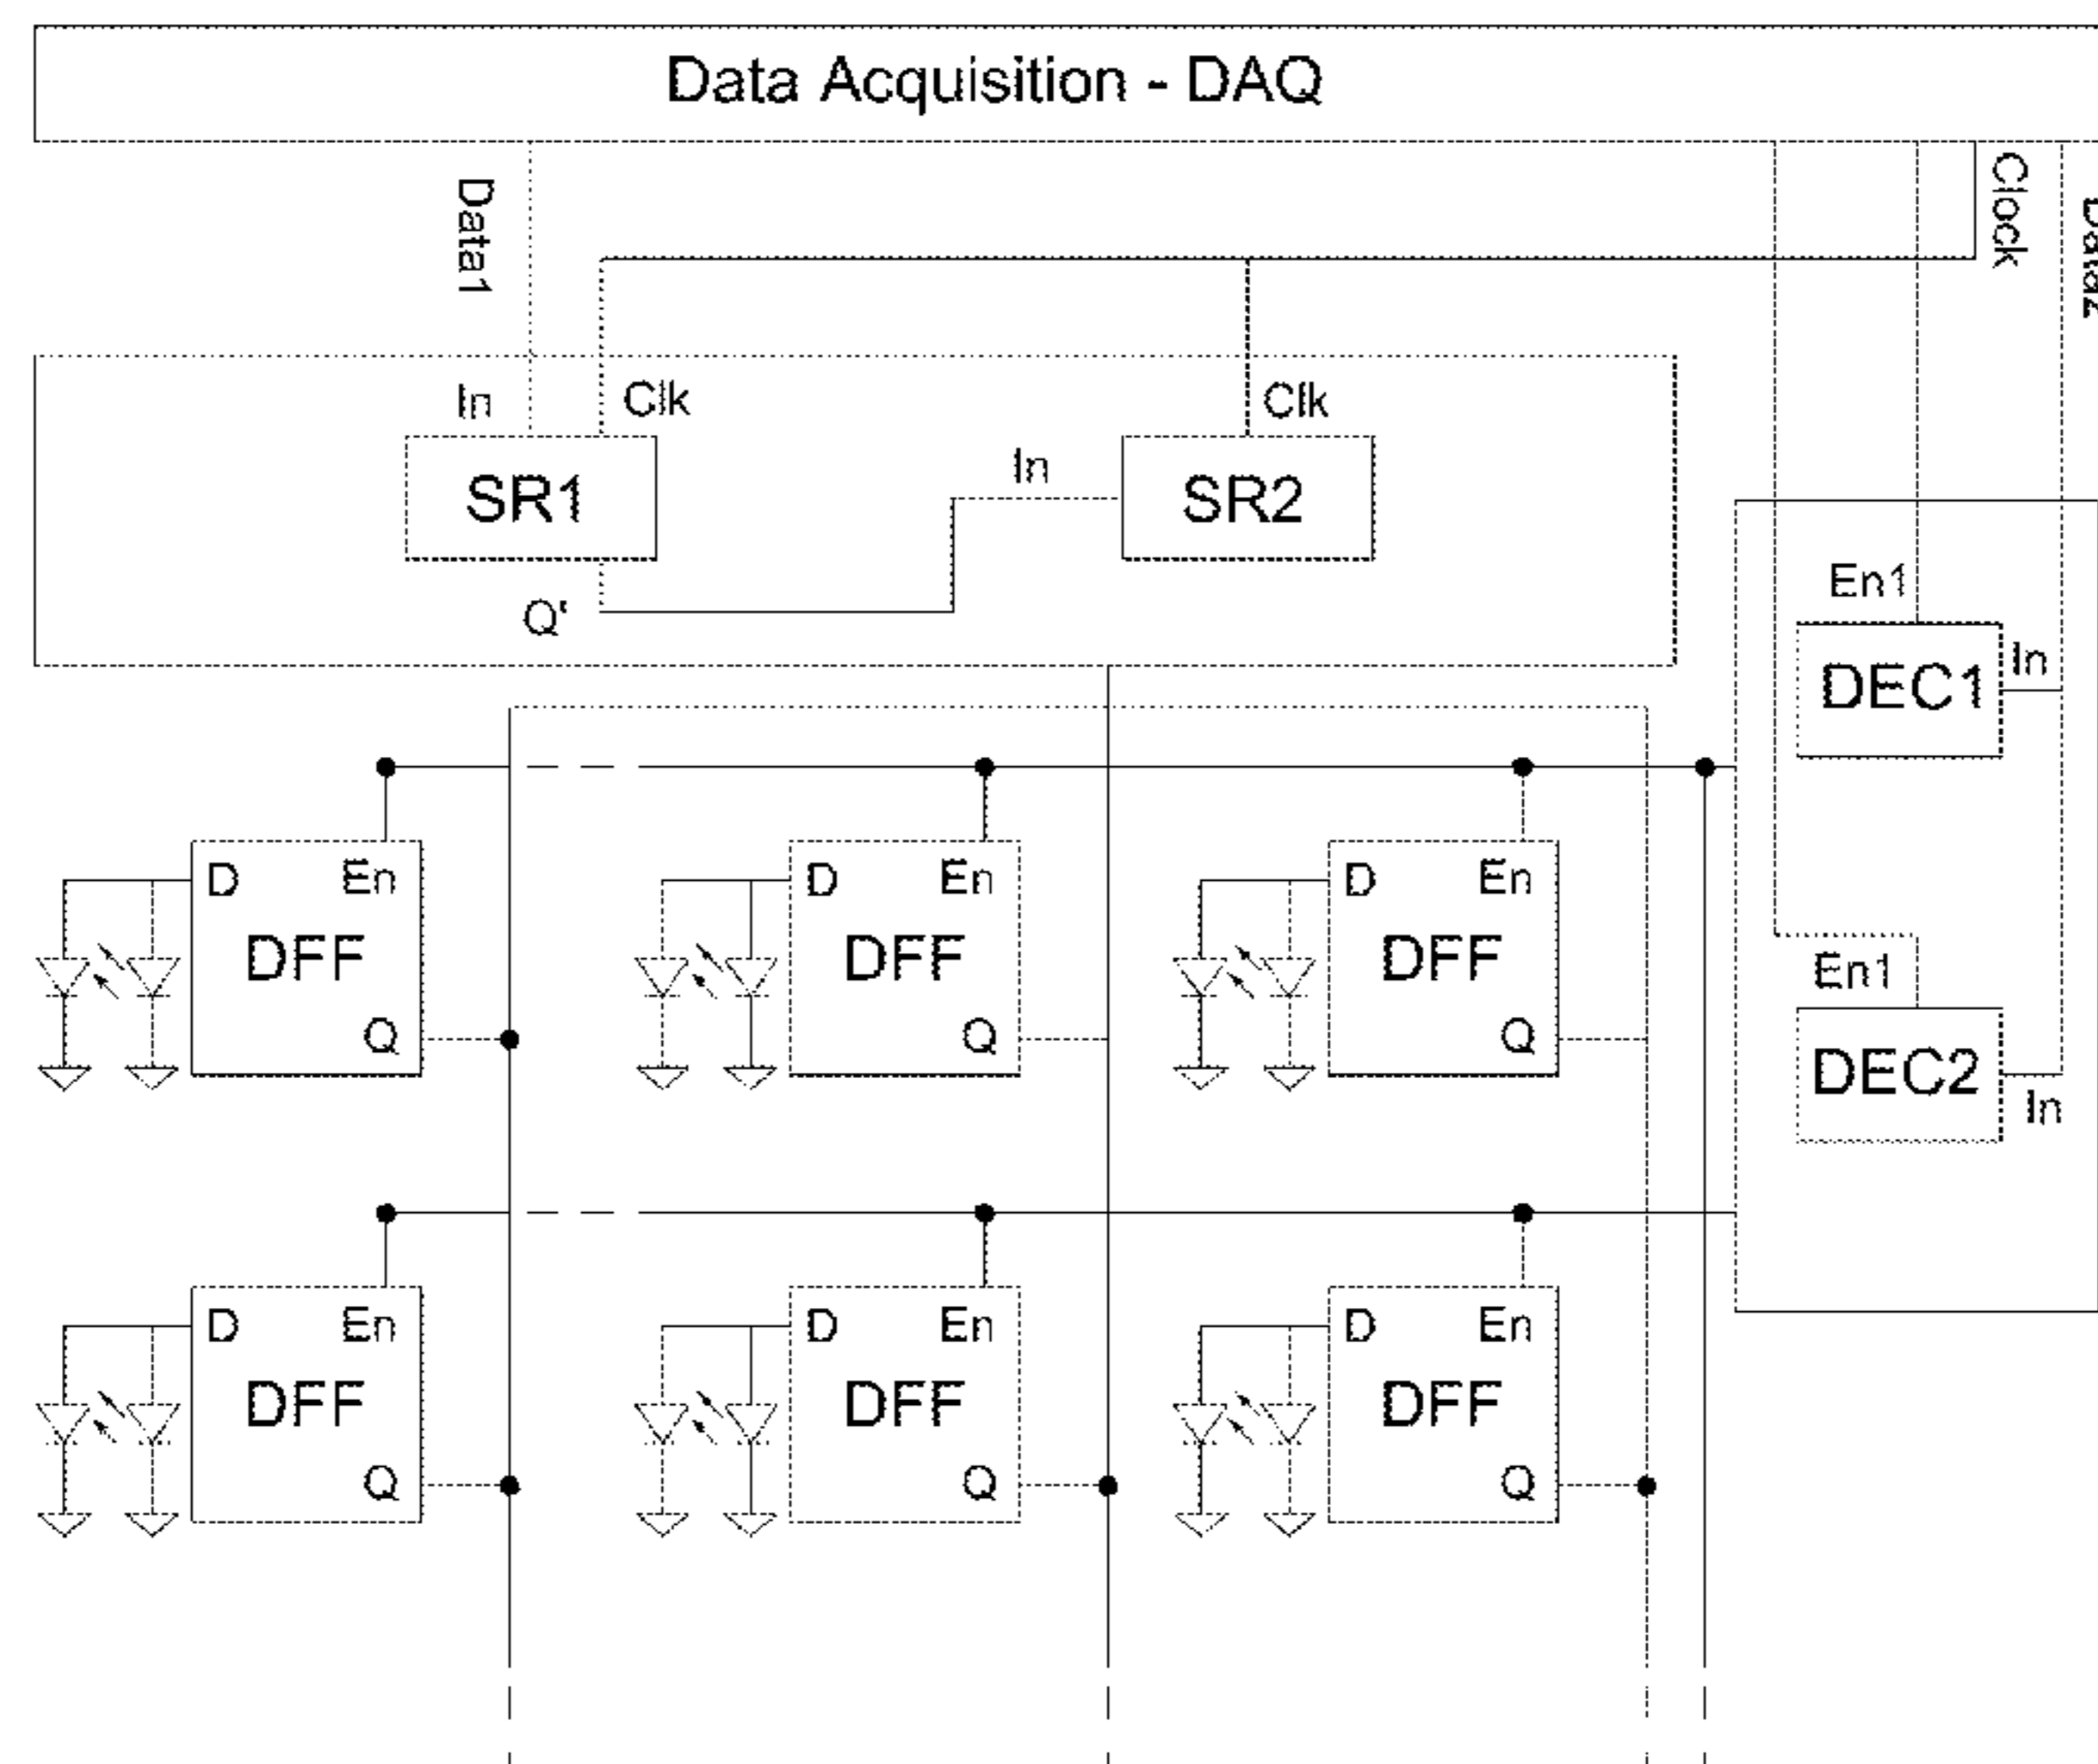 Data Acquisition - DAQ
Data1
Clock
Data2
In
Clk
Clk
SR1
In
SR2
Q'
En1
DEC1
In
D
En
DFF
Q
D
En
DFF
Q
D
En
DFF
Q
En1
DEC2
In
D
En
DFF
Q
D
En
DFF
Q
D
En
DFF
Q